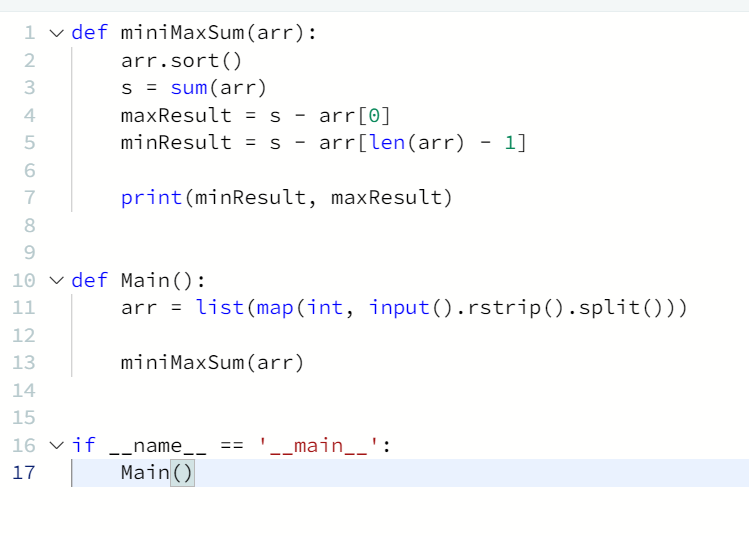 1 def miniMaxSum(arr):
2     arr.sort()
3     s = sum(arr)
4     maxResult = s - arr[0]
5     minResult = s - arr[len(arr) - 1]
6
7     print(minResult, maxResult)
8
9
10 def Main():
11     arr = list(map(int, input().rstrip().split()))
12
13     miniMaxSum(arr)
14
15
16 if __name__ == '__main__':
17     Main()